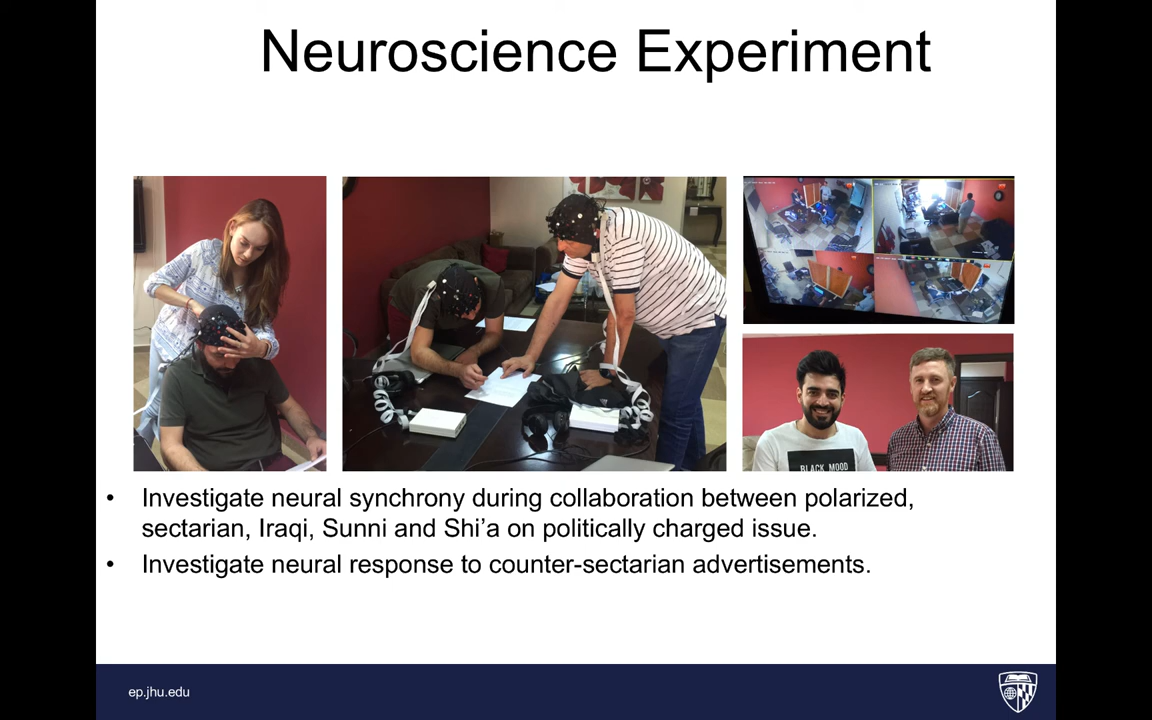 Neuroscience Experiment
BLACK MOOD
• Investigate neural synchrony during collaboration between polarized,
sectarian, Iraqi, Sunni and Shi’a on politically charged issue.
• Investigate neural response to counter-sectarian advertisements.
ep.jhu.edu